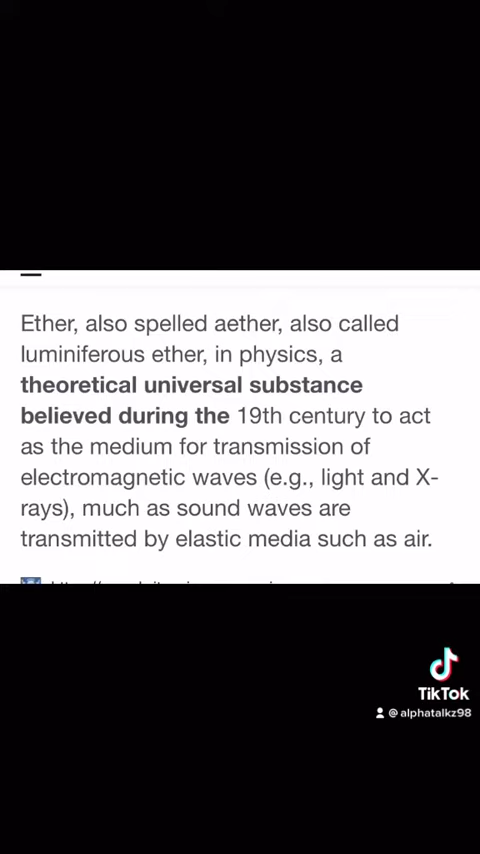 Ether, also spelled aether, also called
luminiferous ether, in physics, a
theoretical universal substance
believed during the 19th century to act
as the medium for transmission of
electromagnetic waves (e.g., light and X-
rays), much as sound waves are
transmitted by elastic media such as air.
TikTok
@ alphatalkz98